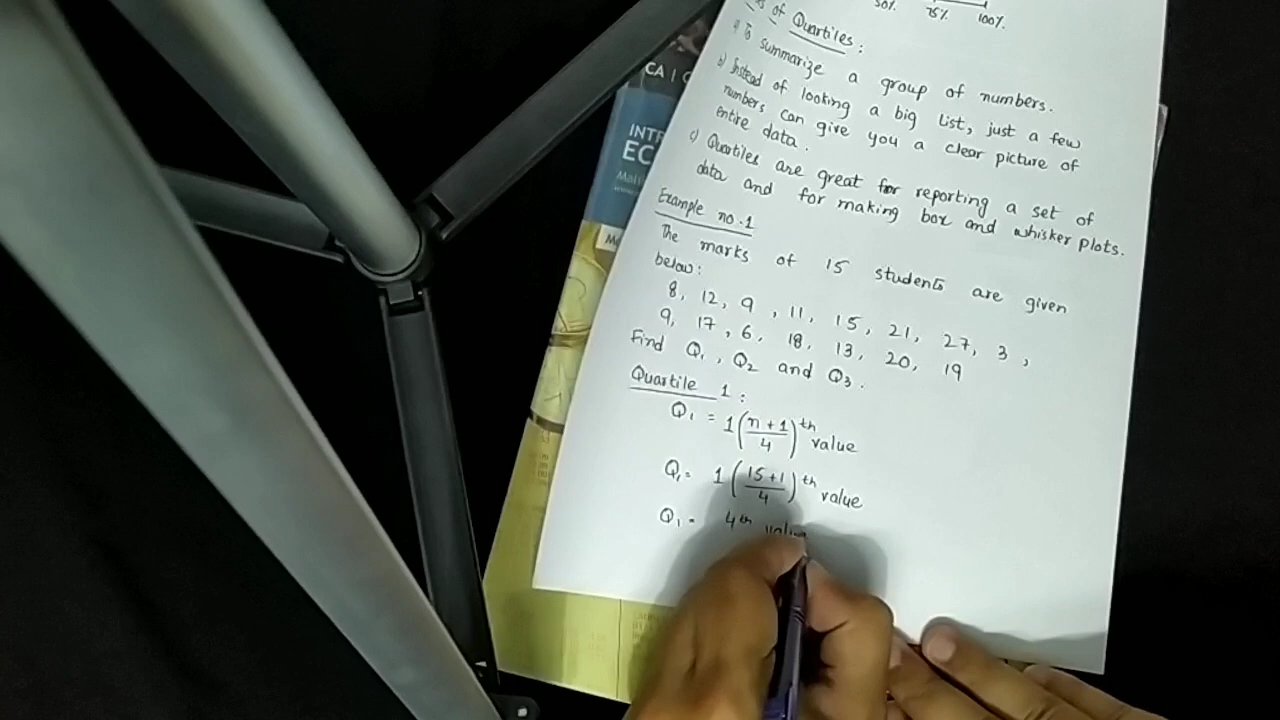 50% 75% 100%.
of Quartiles :
a) To summarize a group of numbers.
b) Instead of looking a big list, just a few
numbers can give you a clear picture of
entire data.
c) Quartiles are great for reporting a set of
data and for making box and whisker plots.
Example no.1
The marks of 15 students are given
below:
8, 12, 9, 11, 15, 21, 27, 3,
9, 17, 6, 18, 13, 20, 19
Find Q₁, Q₂ and Q₃.
Quartile 1:
Q₁ = 1(n+1/4)th value
Q₁= 1(15+1/4)th value
Q₁= 4th value
CA |
INTR
EC